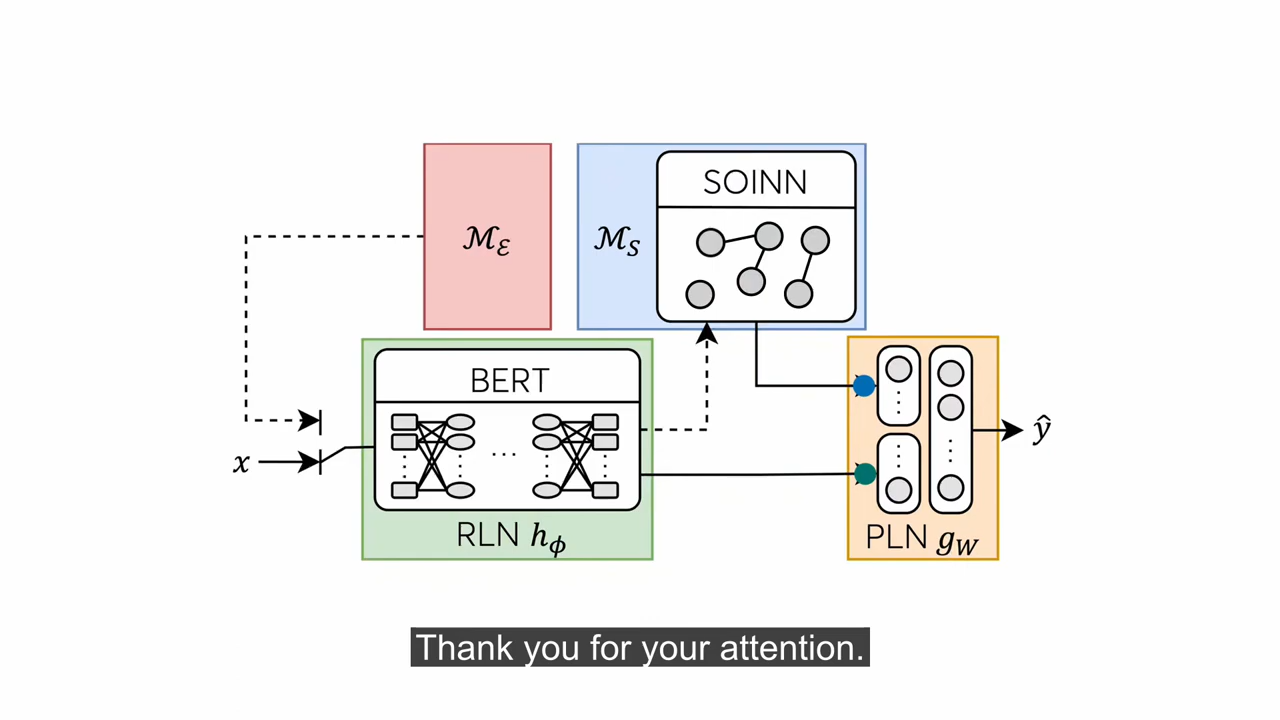 SOINN
ℳ_ℰ
ℳ_S
BERT
x
ŷ
RLN h_ϕ
PLN g_W
Thank you for your attention.